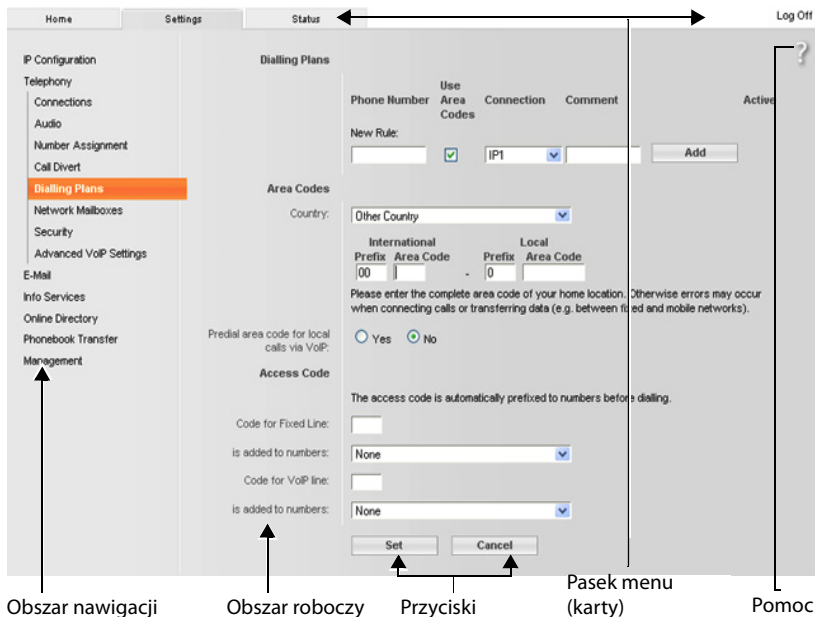 Home Settings Status Log Off
?
IP Configuration
Telephony
Connections
Audio
Number Assignment
Call Divert
Dialling Plans
Network Mailboxes
Security
Advanced VoIP Settings
E-Mail
Info Services
Online Directory
Phonebook Transfer
Management
Dialling Plans
Phone Number Use Area Codes Connection Comment Active
New Rule:
IP1 Add
Area Codes
Country: Other Country
International Local
Prefix Area Code Prefix Area Code
00 - 0
Please enter the complete area code of your home location. Otherwise errors may occur
when connecting calls or transferring data (e.g. between fixed and mobile networks).
Predial area code for local
calls via VoIP: Yes No
Access Code
The access code is automatically prefixed to numbers before dialling.
Code for Fixed Line:
is added to numbers: None
Code for VoIP line:
is added to numbers: None
Set Cancel
Obszar nawigacji Obszar roboczy Przyciski Pasek menu
(karty) Pomoc